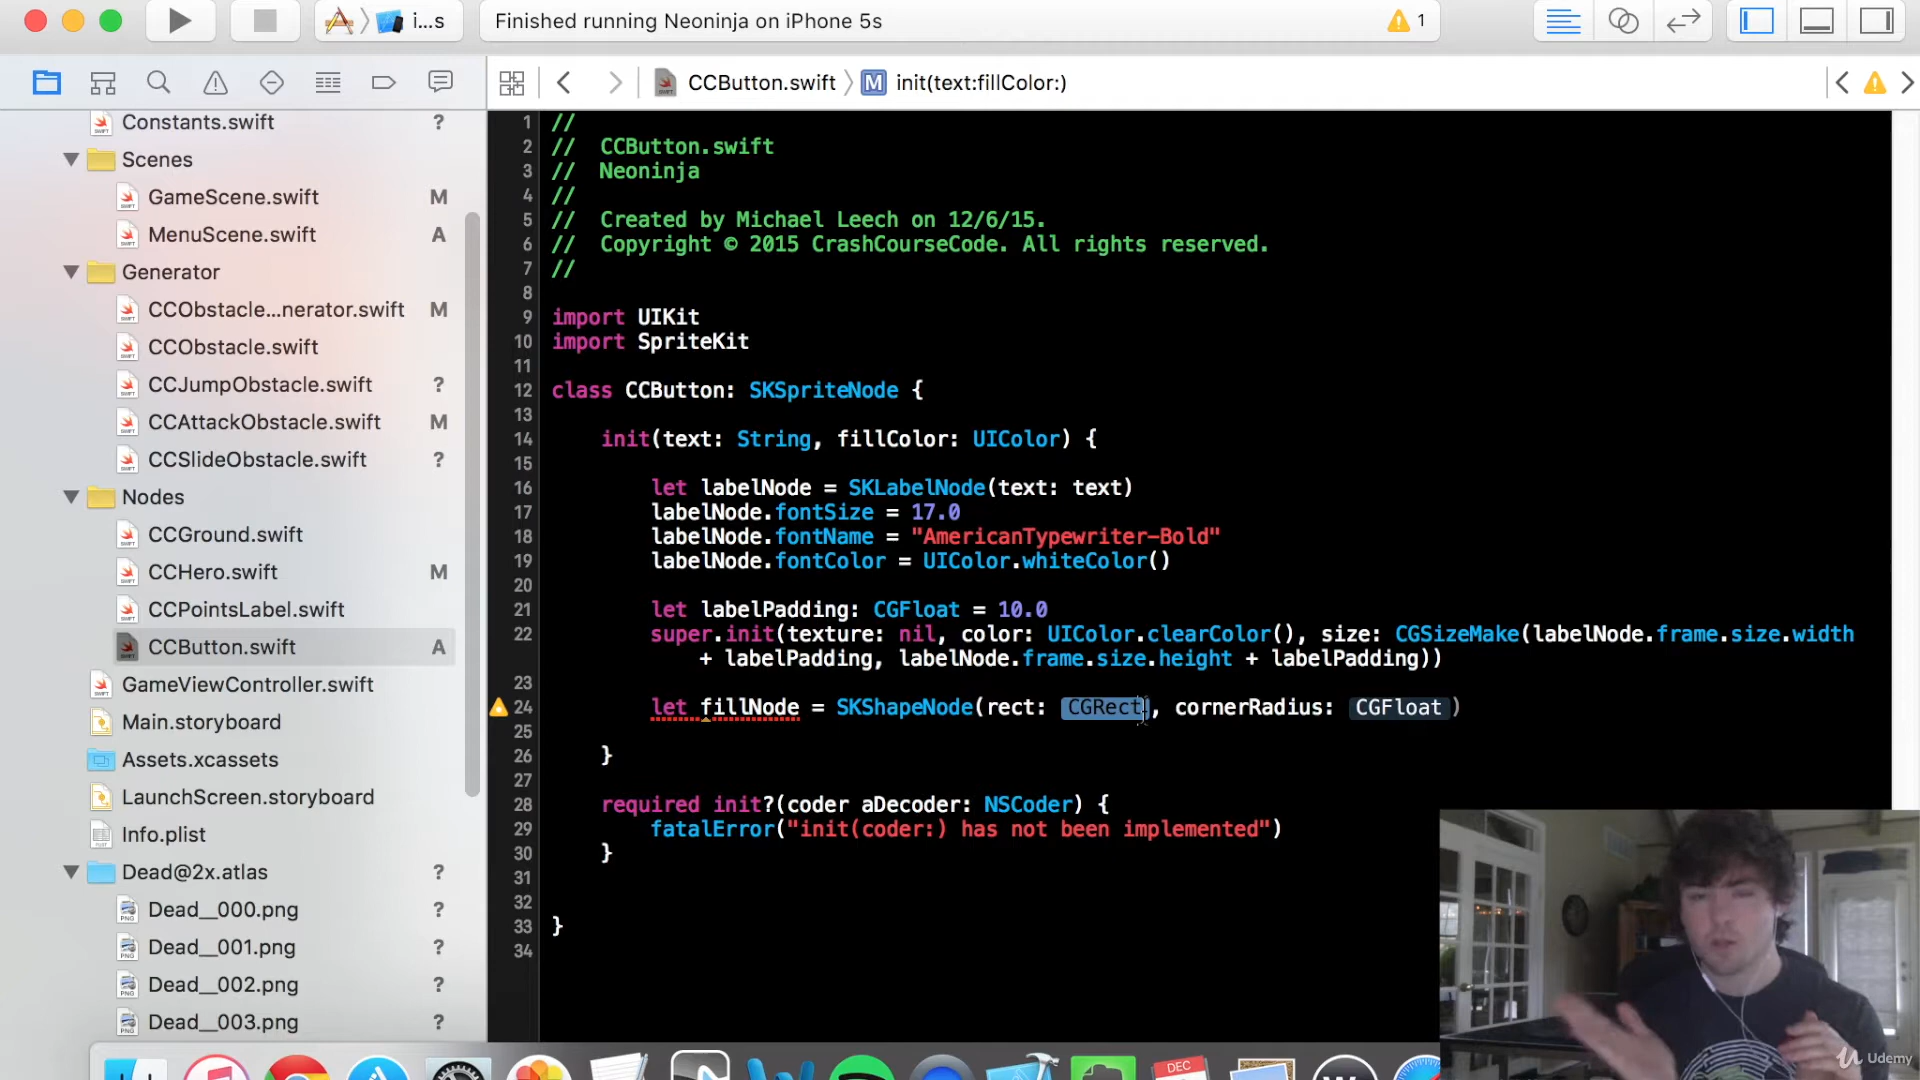 i...s
Finished running Neoninja on iPhone 5s
1
CCButton.swift
M
init(text:fillColor:)
Constants.swift ?
Scenes
GameScene.swift M
MenuScene.swift A
Generator
CCObstacle...nerator.swift M
CCObstacle.swift
CCJumpObstacle.swift ?
CCAttackObstacle.swift M
CCSlideObstacle.swift ?
Nodes
CCGround.swift
CCHero.swift M
CCPointsLabel.swift
CCButton.swift A
GameViewController.swift
Main.storyboard
Assets.xcassets
LaunchScreen.storyboard
Info.plist
Dead@2x.atlas ?
Dead__000.png ?
Dead__001.png ?
Dead__002.png ?
Dead__003.png ?
1 //
2 // CCButton.swift
3 // Neoninja
4 //
5 // Created by Michael Leech on 12/6/15.
6 // Copyright © 2015 CrashCourseCode. All rights reserved.
7 //
8
9 import UIKit
10 import SpriteKit
11
12 class CCButton: SKSpriteNode {
13
14 init(text: String, fillColor: UIColor) {
15
16 let labelNode = SKLabelNode(text: text)
17 labelNode.fontSize = 17.0
18 labelNode.fontName = "AmericanTypewriter-Bold"
19 labelNode.fontColor = UIColor.whiteColor()
20
21 let labelPadding: CGFloat = 10.0
22 super.init(texture: nil, color: UIColor.clearColor(), size: CGSizeMake(labelNode.frame.size.width
+ labelPadding, labelNode.frame.size.height + labelPadding))
23
24 let fillNode = SKShapeNode(rect: CGRect, cornerRadius: CGFloat)
25
26 }
27
28 required init?(coder aDecoder: NSCoder) {
29 fatalError("init(coder:) has not been implemented")
30 }
31
32
33 }
34
DEC
Udemy